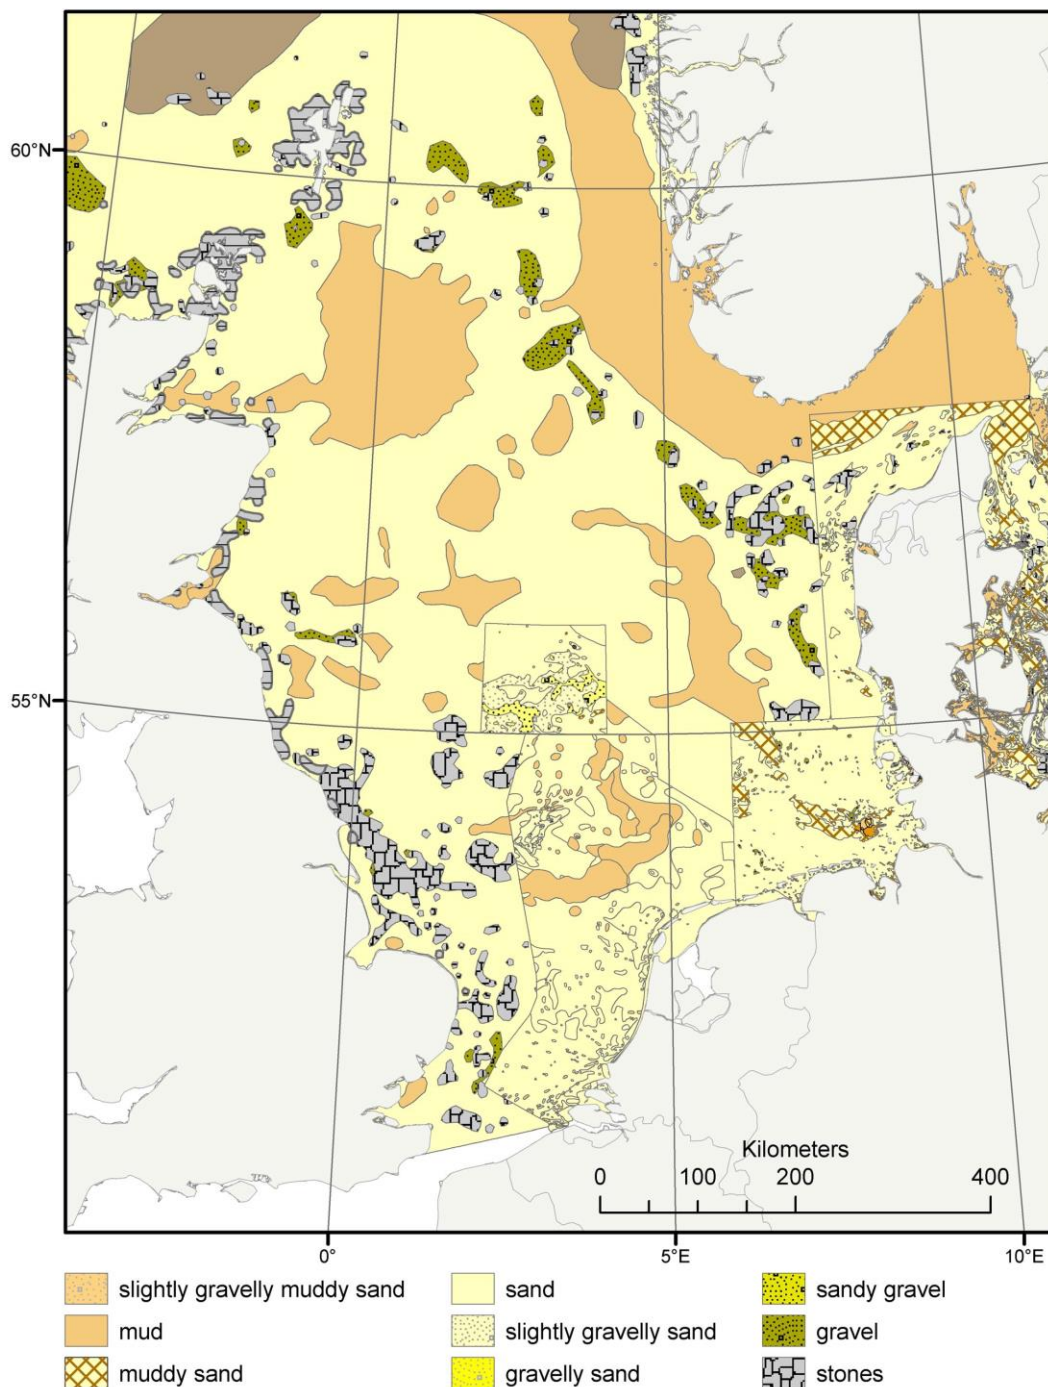 60°N
55°N
Kilometers
0 100 200 400
0° 5°E 10°E
slightly gravelly muddy sand sand sandy gravel
mud slightly gravelly sand gravel
muddy sand gravelly sand stones